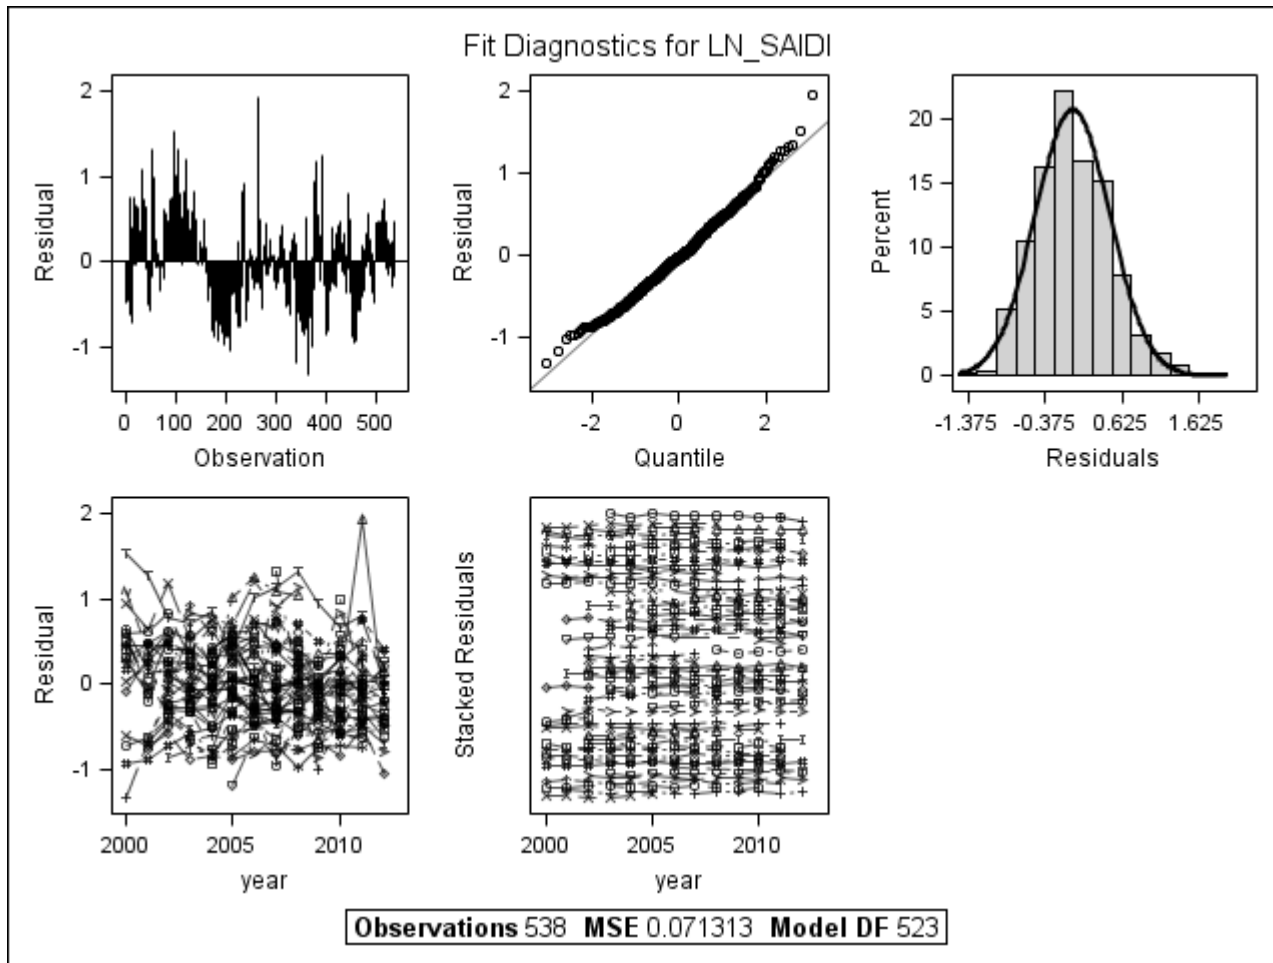 Fit Diagnostics for LN_SAIDI
2
1
0
-1
Residual
0 100 200 300 400 500
Observation
2
1
0
-1
Residual
-2 0 2
Quantile
20
15
10
5
0
Percent
-1.375 -0.375 0.625 1.625
Residuals
2
1
0
-1
Residual
2000 2005 2010
year
Stacked Residuals
2000 2005 2010
year
Observations 538 MSE 0.071313 Model DF 523